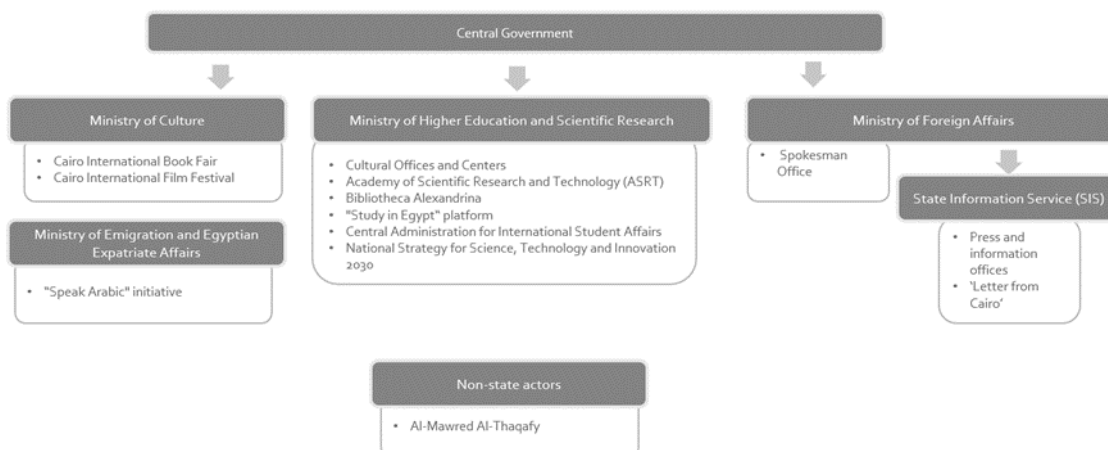 Central Government
Ministry of Culture
• Cairo International Book Fair
• Cairo International Film Festival
Ministry of Emigration and Egyptian
Expatriate Affairs
• "Speak Arabic" initiative
Ministry of Higher Education and Scientific Research
• Cultural Offices and Centers
• Academy of Scientific Research and Technology (ASRT)
• Bibliotheca Alexandrina
• "Study in Egypt" platform
• Central Administration for International Student Affairs
• National Strategy for Science, Technology and Innovation
2030
Ministry of Foreign Affairs
• Spokesman
Office
State Information Service (SIS)
• Press and
information
offices
• 'Letter from
Cairo'
Non-state actors
• Al-Mawred Al-Thaqafy